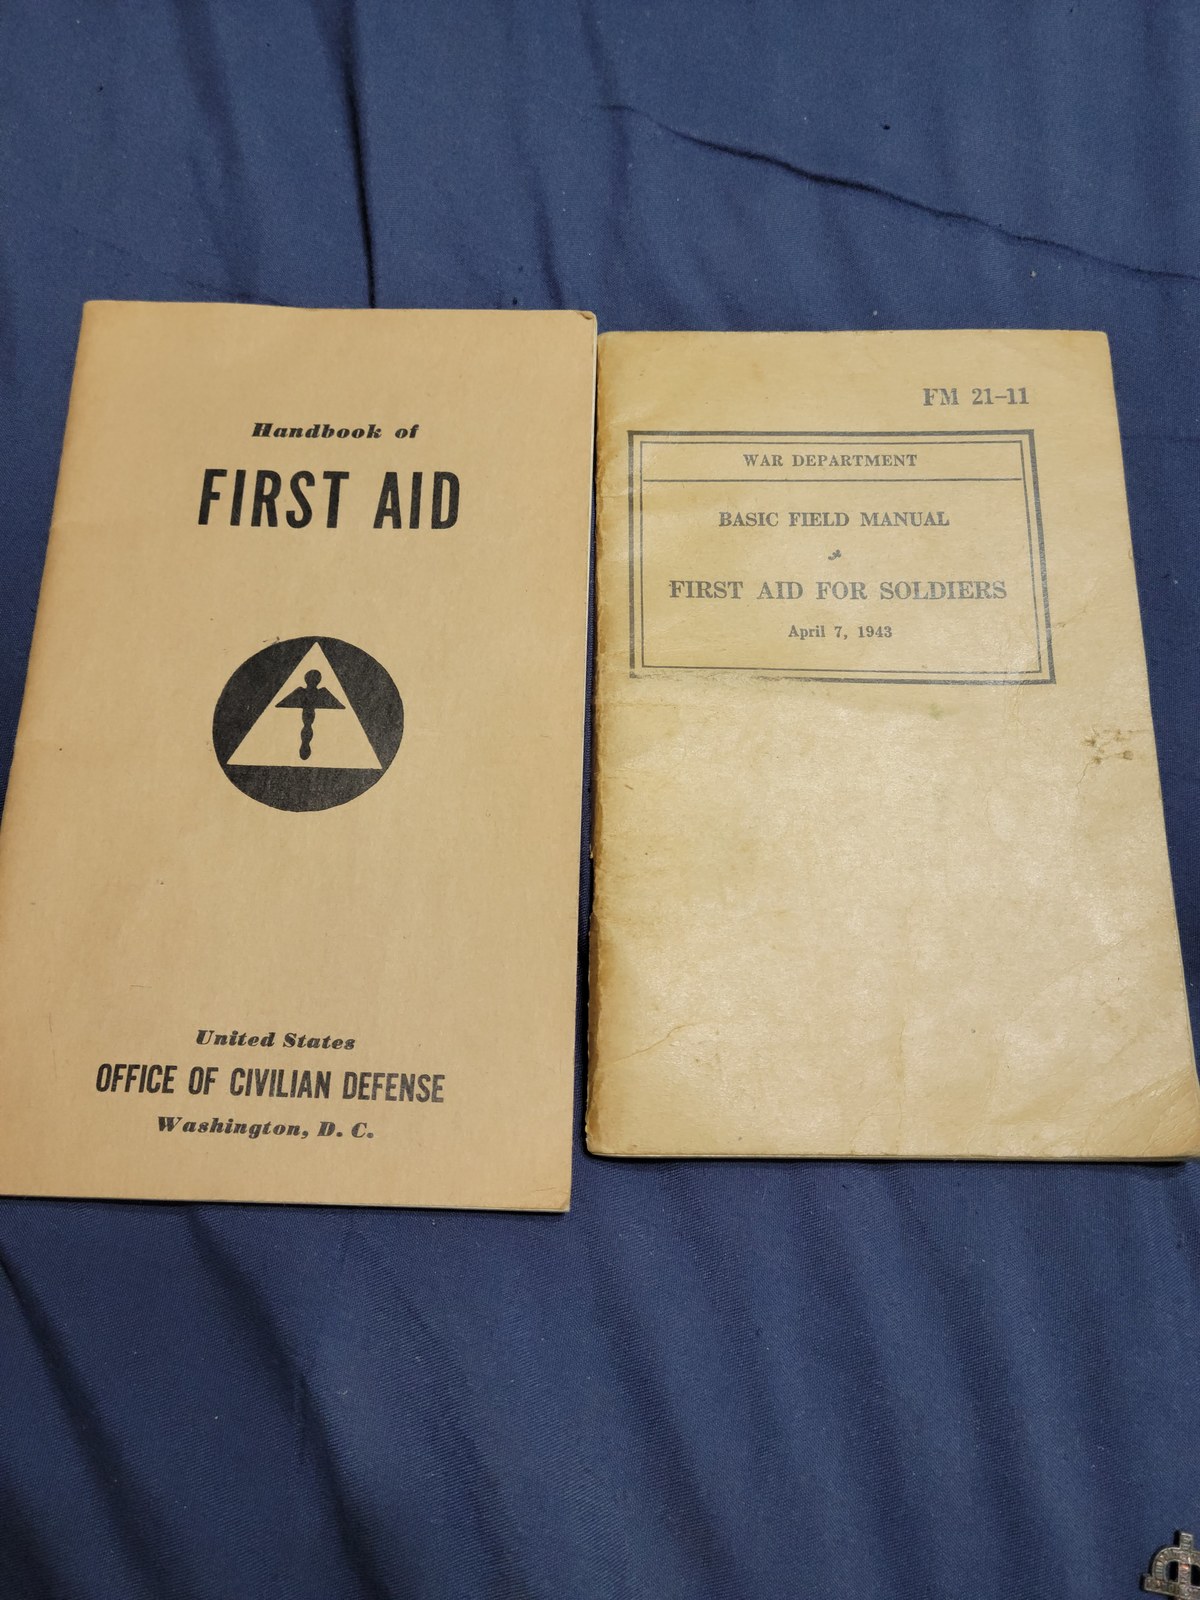 Handbook of
FIRST AID
United States
OFFICE OF CIVILIAN DEFENSE
Washington, D. C.
FM 21-11
WAR DEPARTMENT
BASIC FIELD MANUAL
FIRST AID FOR SOLDIERS
April 7, 1943